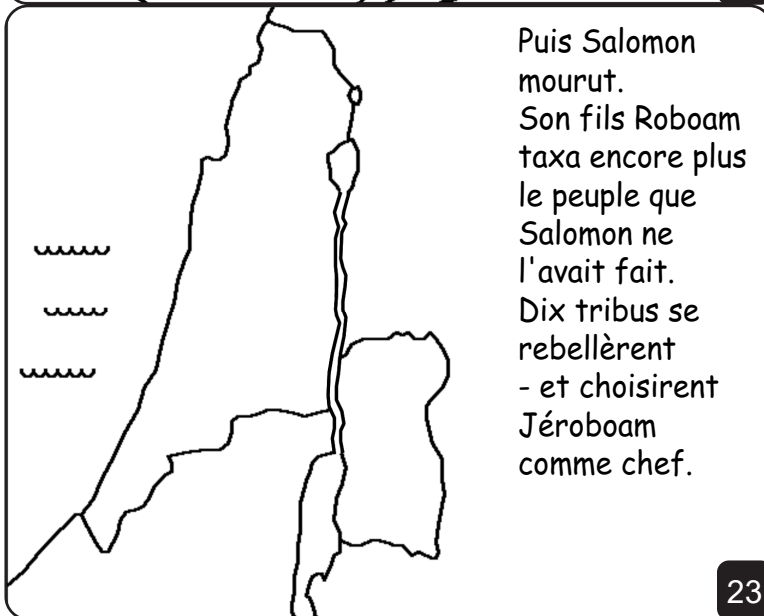 Puis Salomon
mourut.
Son fils Roboam
taxa encore plus
le peuple que
Salomon ne
l'avait fait.
Dix tribus se
rebellèrent
- et choisirent
Jéroboam
comme chef.
23